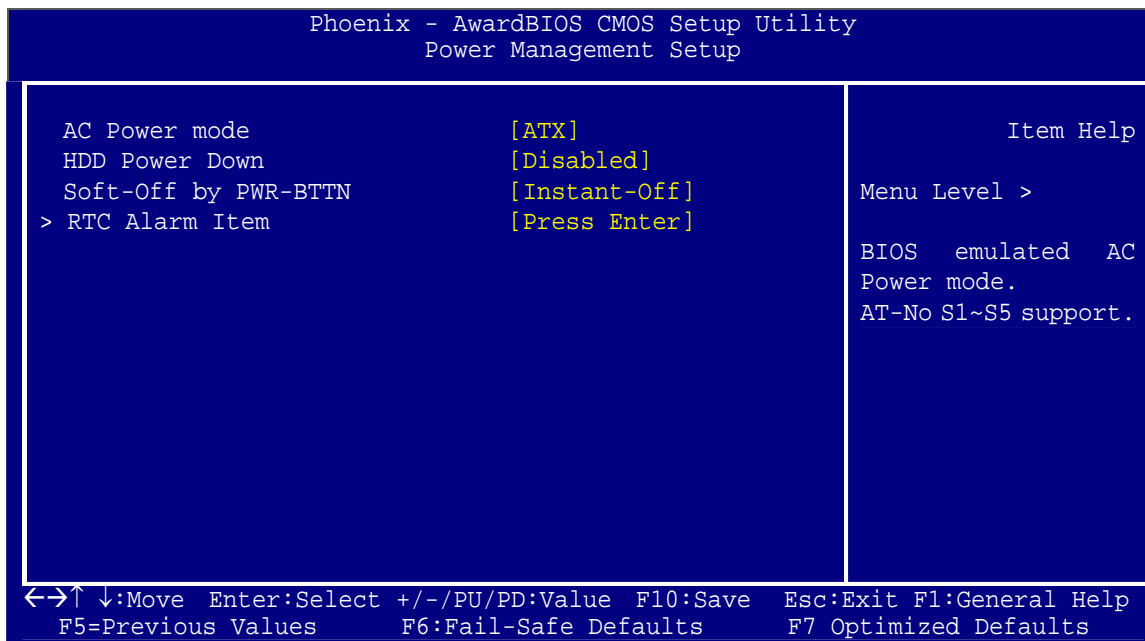 Phoenix - AwardBIOS CMOS Setup Utility
Power Management Setup
AC Power mode [ATX]
HDD Power Down [Disabled]
Soft-Off by PWR-BTTN [Instant-Off]
> RTC Alarm Item [Press Enter]
Item Help
Menu Level >
BIOS emulated AC
Power mode.
AT-No S1~S5 support.
←→↑ ↓:Move Enter:Select +/-/PU/PD:Value F10:Save Esc:Exit F1:General Help
F5=Previous Values F6:Fail-Safe Defaults F7 Optimized Defaults